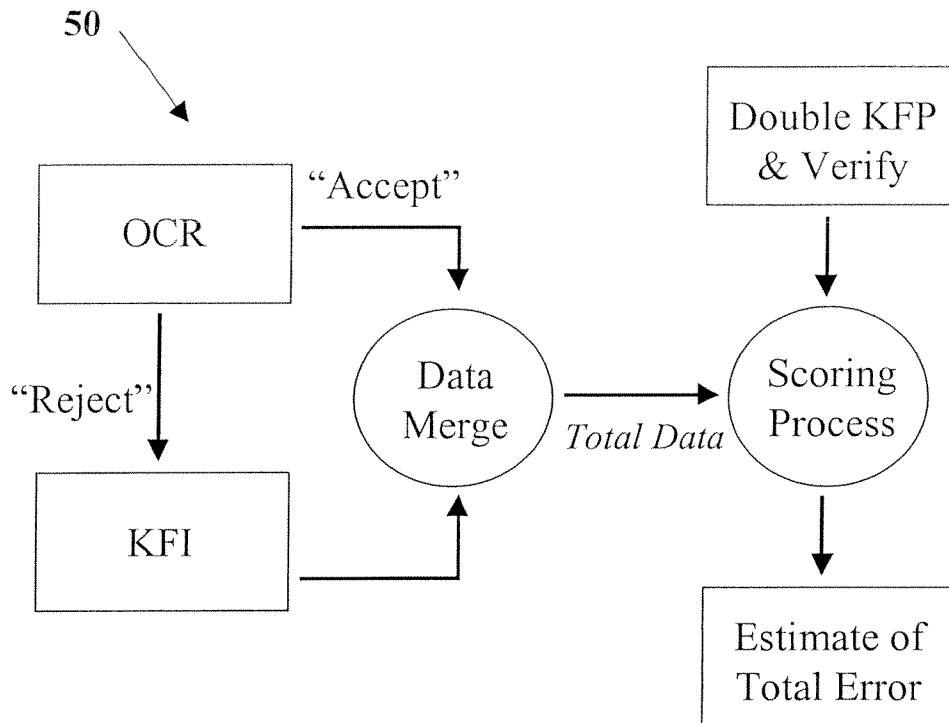 50
Double KFP
& Verify
“Accept”
OCR
“Reject”
Data
Merge
Scoring
Process
Total Data
KFI
Estimate of
Total Error